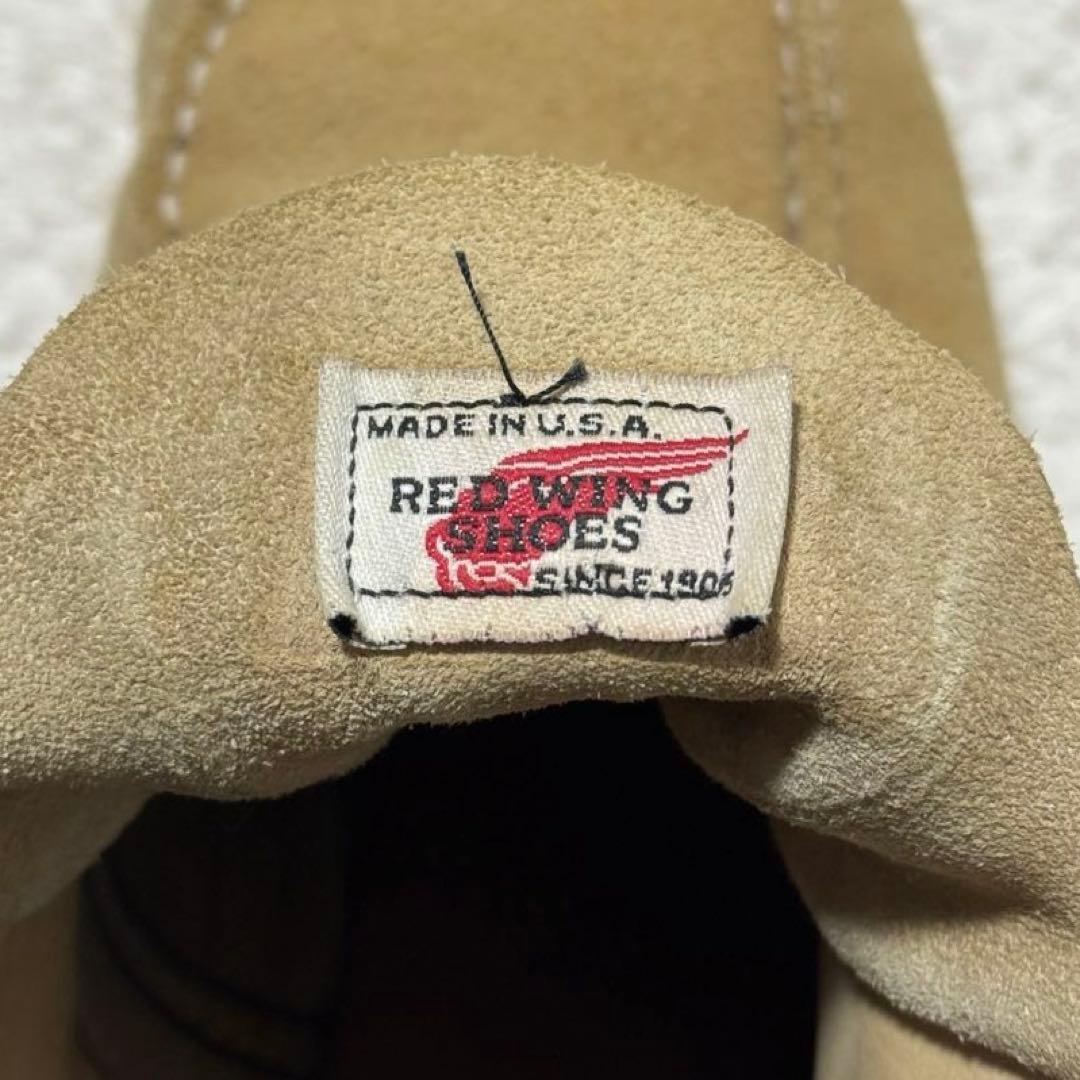 MADE IN U.S.A.
RED WING
SHOES
SINCE 1905